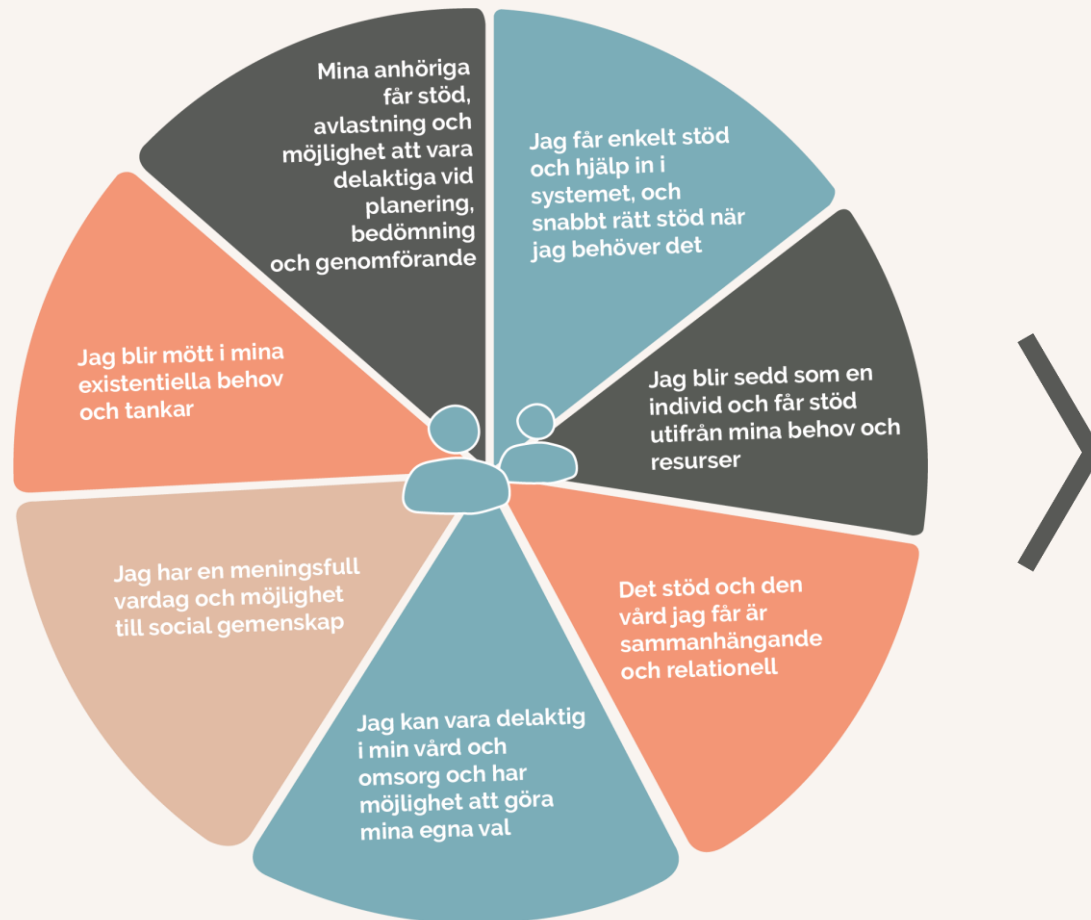 Mina anhöriga
får stöd,
avlastning och
möjlighet att vara
delaktiga vid
planering,
bedömning
och genomförande
Jag får enkelt stöd
och hjälp in i
systemet, och
snabbt rätt stöd när
jag behöver det
Jag blir sedd som en
individ och får stöd
utifrån mina behov och
resurser
Det stöd och den
vård jag får är
sammanhängande
och relationell
Jag kan vara delaktig
i min vård och
omsorg och har
möjlighet att göra
mina egna val
Jag har en meningsfull
vardag och möjlighet
till social gemenskap
Jag blir mött i mina
existentiella behov
och tankar